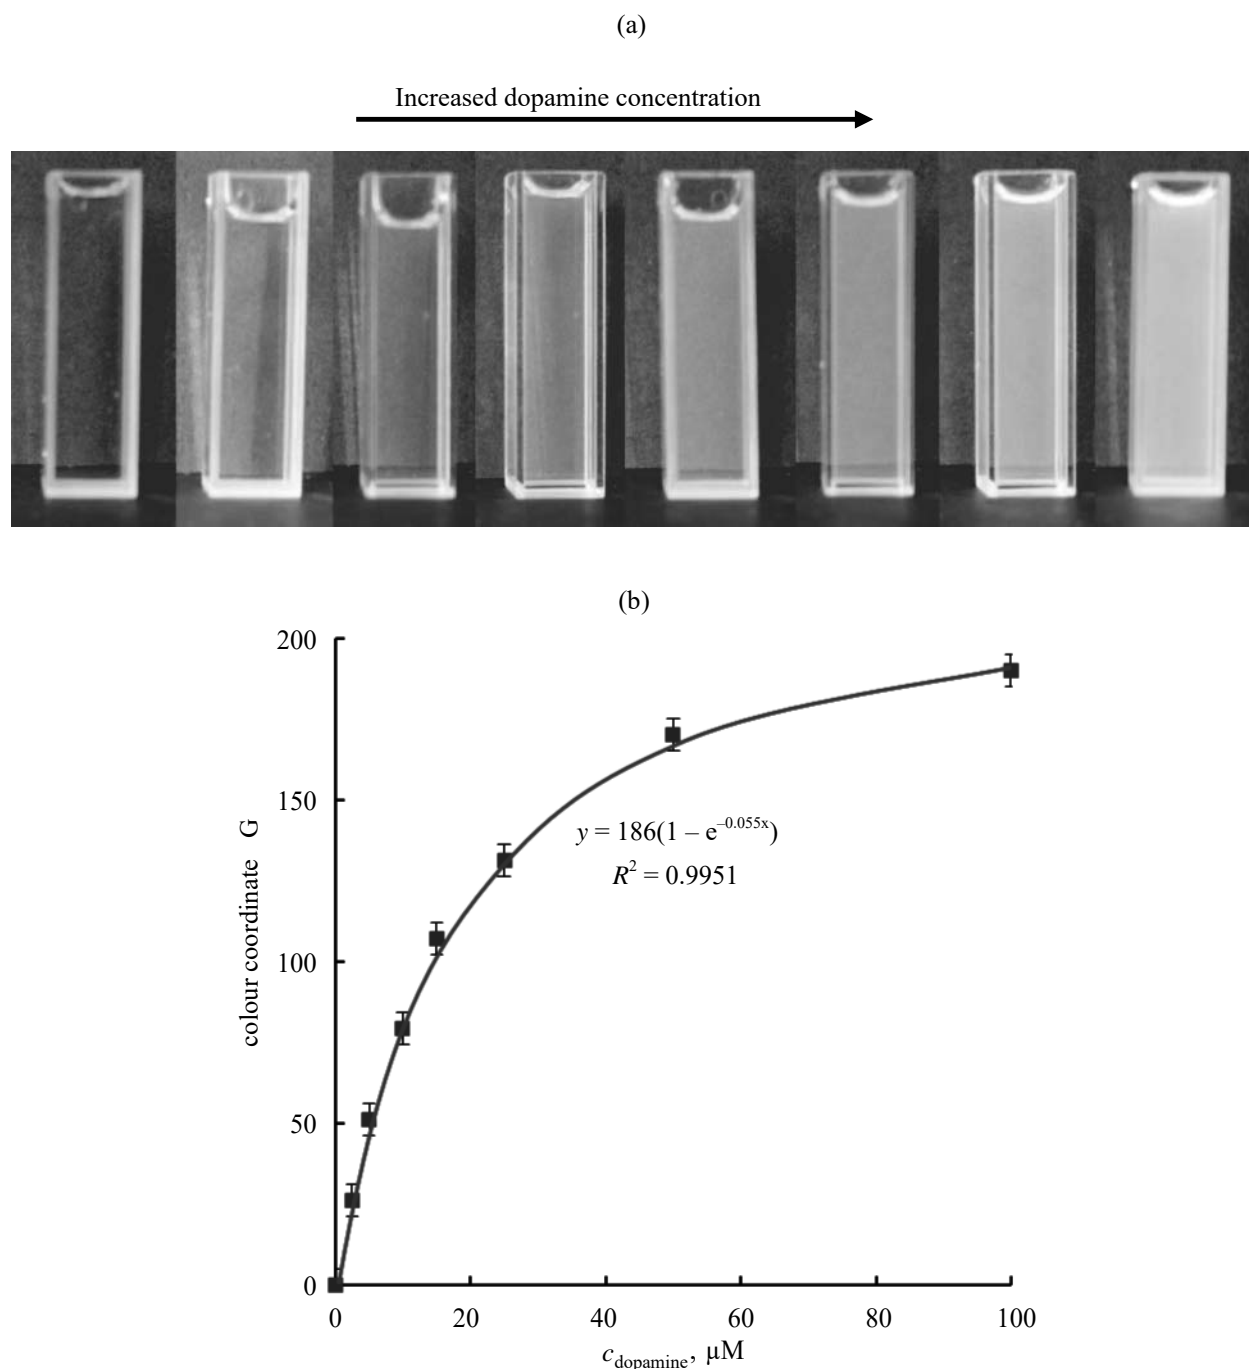 (a)
Increased dopamine concentration
(b)
200
150
100
50
0
colour coordinate G
y = 186(1 – e^–0.055x)
R² = 0.9951
0 20 40 60 80 100
c_dopamine, µM